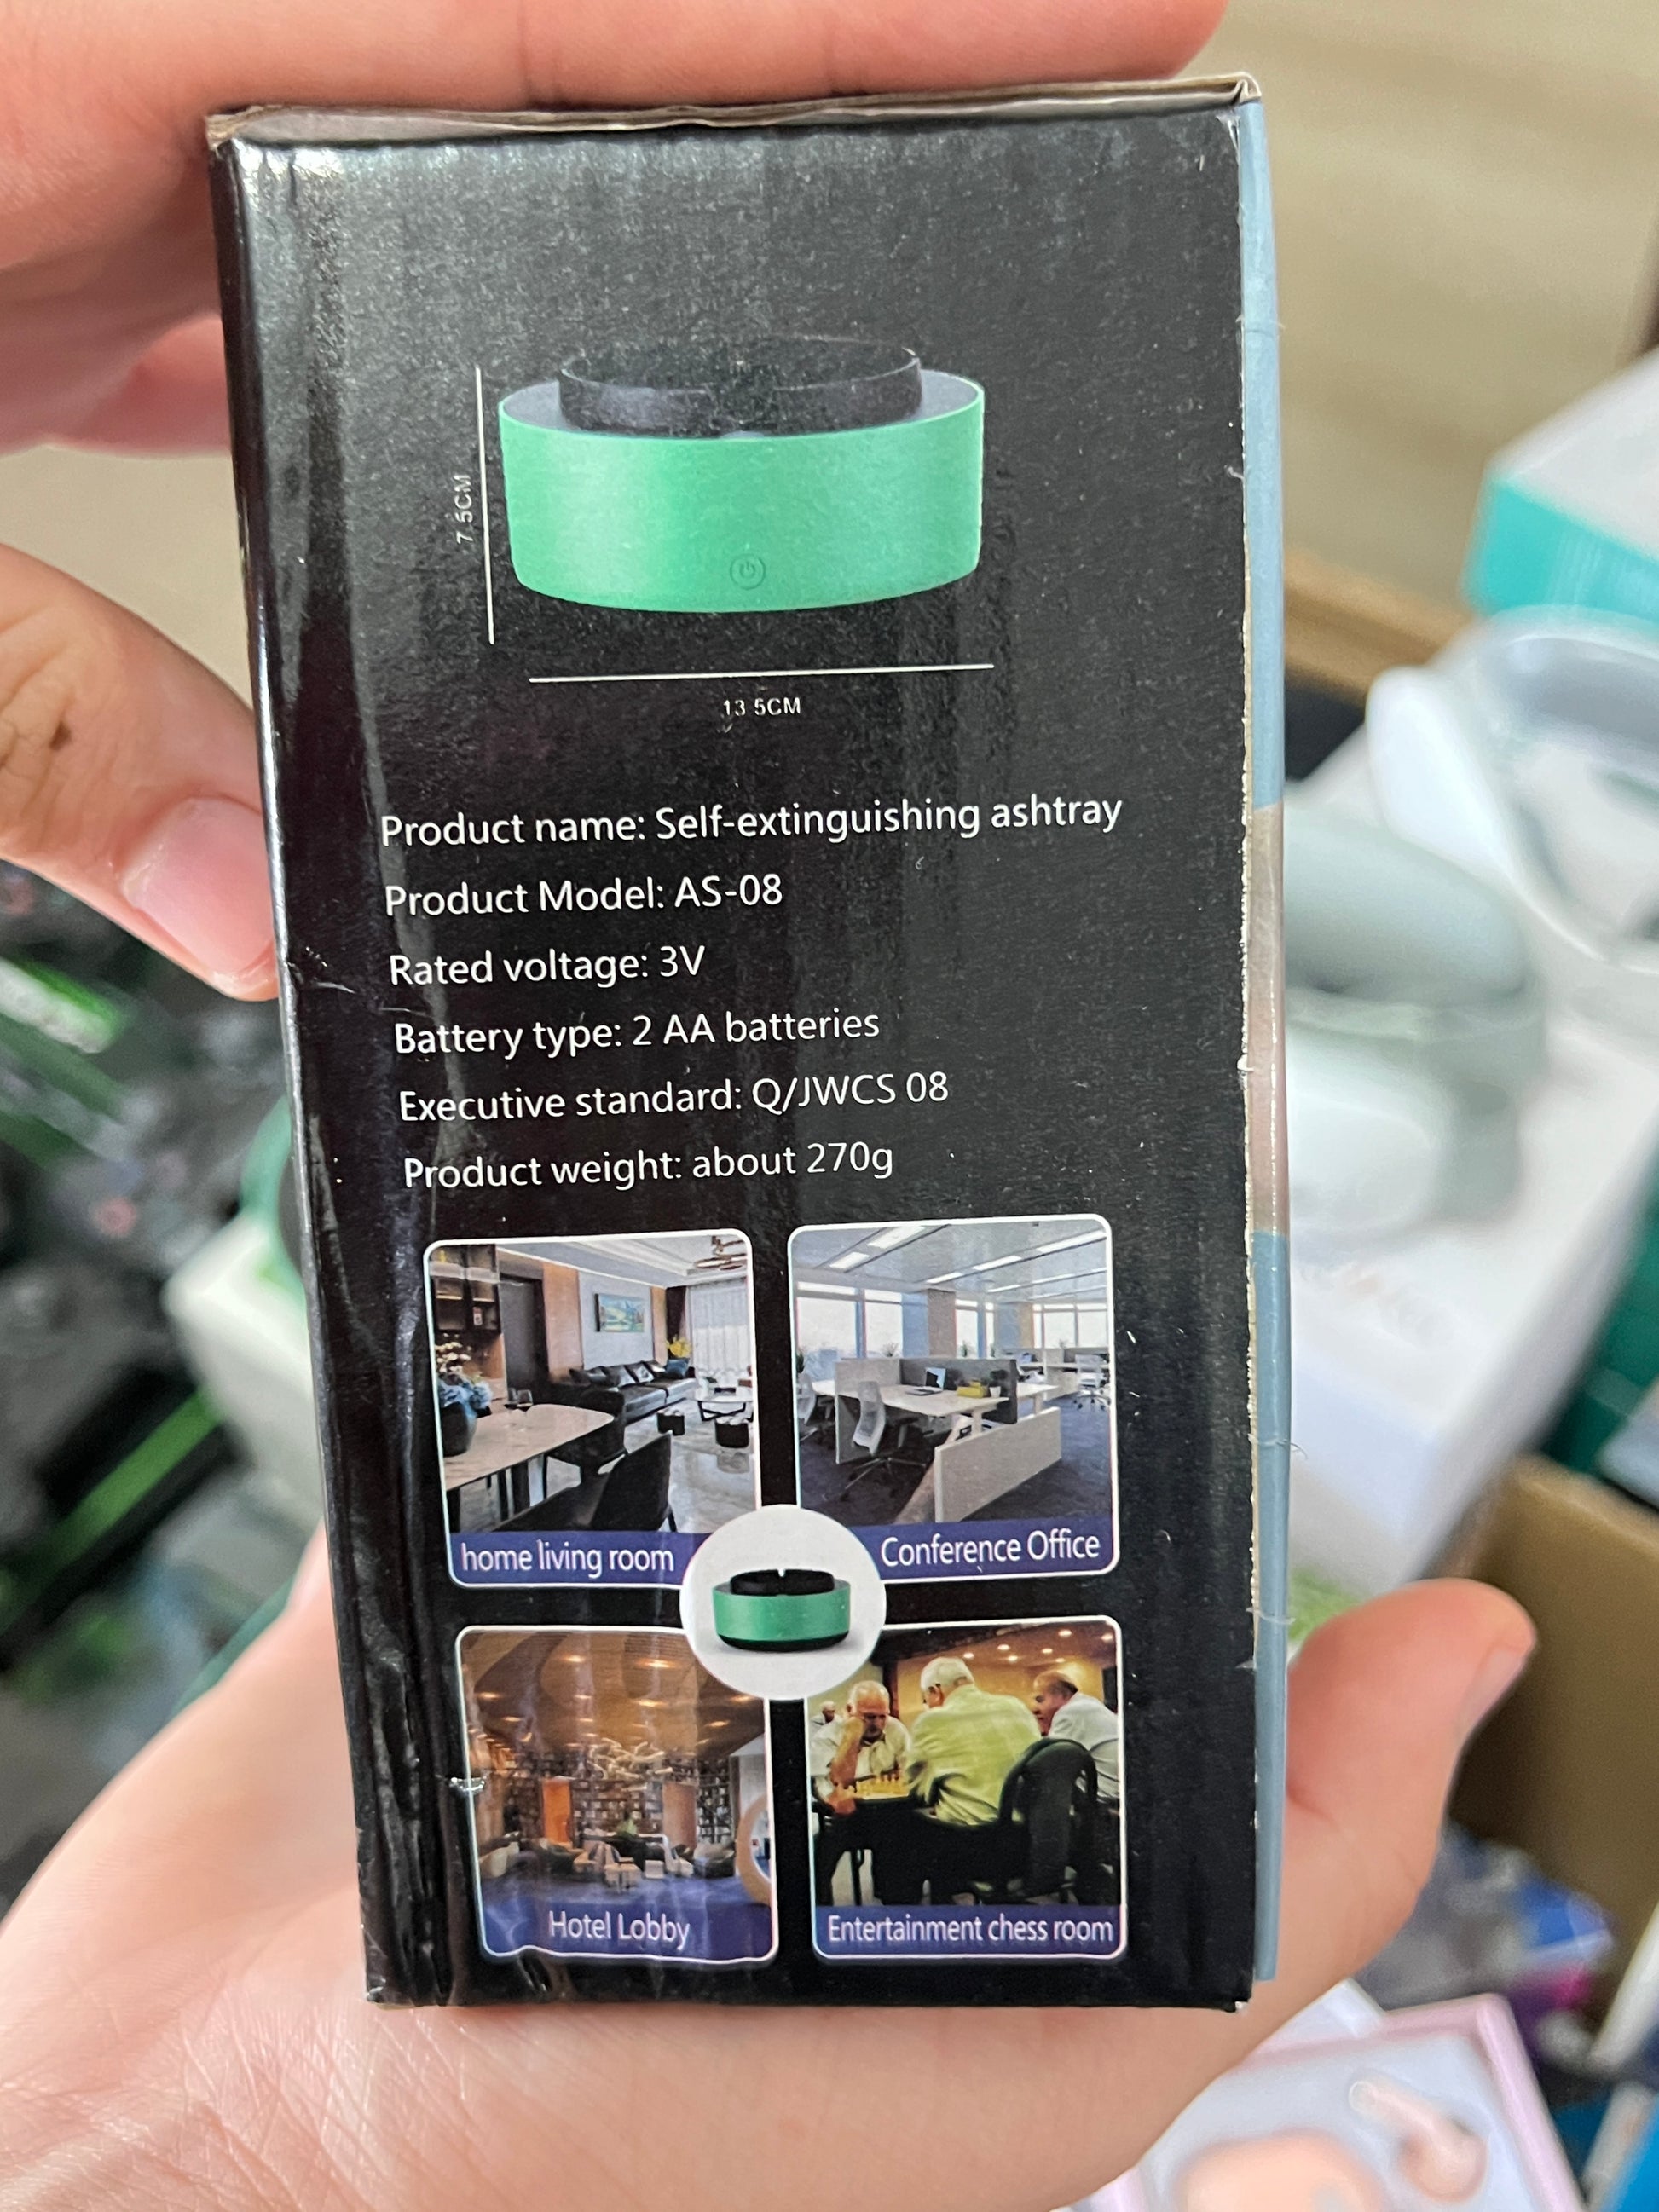 7.5CM
13.5CM
Product name: Self-extinguishing ashtray
Product Model: AS-08
Rated voltage: 3V
Battery type: 2 AA batteries
Executive standard: Q/JWCS 08
Product weight: about 270g
home living room
Conference Office
Hotel Lobby
Entertainment chess room